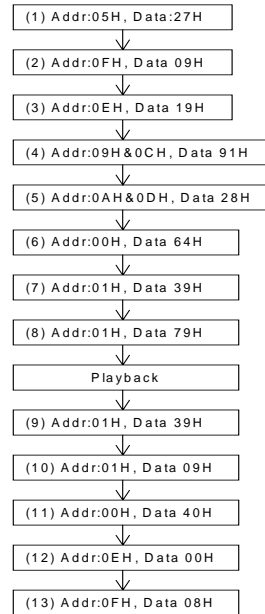 (1) Addr:05H, Data:27H
(2) Addr:0FH, Data 09H
(3) Addr:0EH, Data 19H
(4) Addr:09H&0CH, Data 91H
(5) Addr:0AH&0DH, Data 28H
(6) Addr:00H, Data 64H
(7) Addr:01H, Data 39H
(8) Addr:01H, Data 79H
Playback
(9) Addr:01H, Data 39H
(10) Addr:01H, Data 09H
(11) Addr:00H, Data 40H
(12) Addr:0EH, Data 00H
(13) Addr:0FH, Data 08H